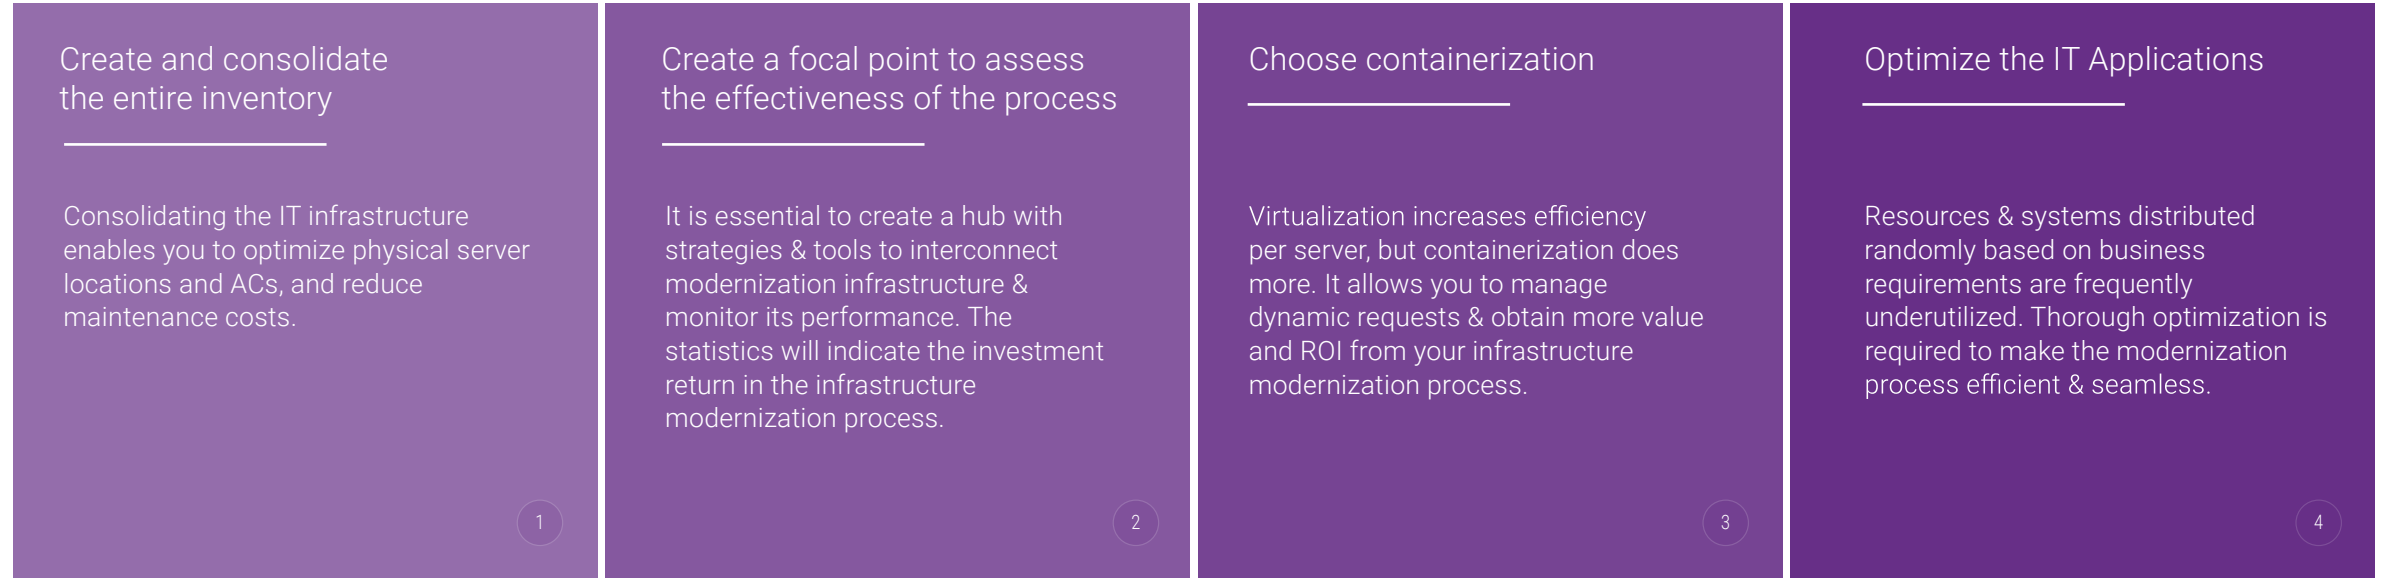 Create and consolidate
the entire inventory
Consolidating the IT infrastructure
enables you to optimize physical server
locations and ACs, and reduce
maintenance costs.
1
Create a focal point to assess
the effectiveness of the process
It is essential to create a hub with
strategies & tools to interconnect
modernization infrastructure &
monitor its performance. The
statistics will indicate the investment
return in the infrastructure
modernization process.
2
Choose containerization
Virtualization increases efficiency
per server, but containerization does
more. It allows you to manage
dynamic requests & obtain more value
and ROI from your infrastructure
modernization process.
3
Optimize the IT Applications
Resources & systems distributed
randomly based on business
requirements are frequently
underutilized. Thorough optimization is
required to make the modernization
process efficient & seamless.
4